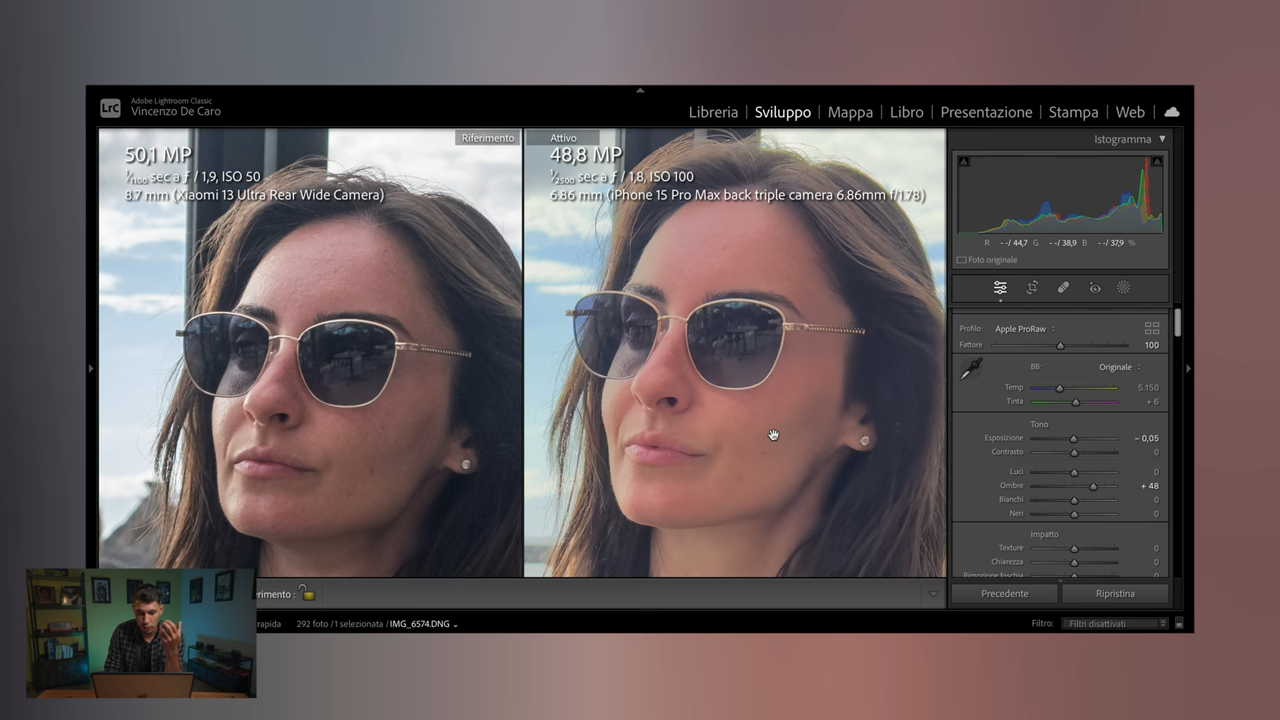 LrC
Adobe Lightroom Classic
Vincenzo De Caro
Libreria | Sviluppo | Mappa | Libro | Presentazione | Stampa | Web
Riferimento
50,1 MP
1/100 sec a ƒ / 1,9, ISO 50
8.7 mm (Xiaomi 13 Ultra Rear Wide Camera)
Attivo
48,8 MP
1/2500 sec a ƒ / 1,8, ISO 100
6.86 mm (iPhone 15 Pro Max back triple camera 6.86mm f/1.78)
Istogramma
R --/ 44,7 G --/ 38,9 B --/ 37,9 %
Foto originale
Profilo: Apple ProRaw
Fattore 100
BB: Originale
Temp 5.150
Tinta + 6
Tono
Esposizione − 0,05
Contrasto 0
Luci 0
Ombre + 48
Bianchi 0
Neri 0
Impatto
Texture 0
Chiarezza 0
Rimozione foschia
Precedente Ripristina
erimento :
rapida 292 foto / 1 selezionata / IMG_6574.DNG
Filtro: Filtri disattivati